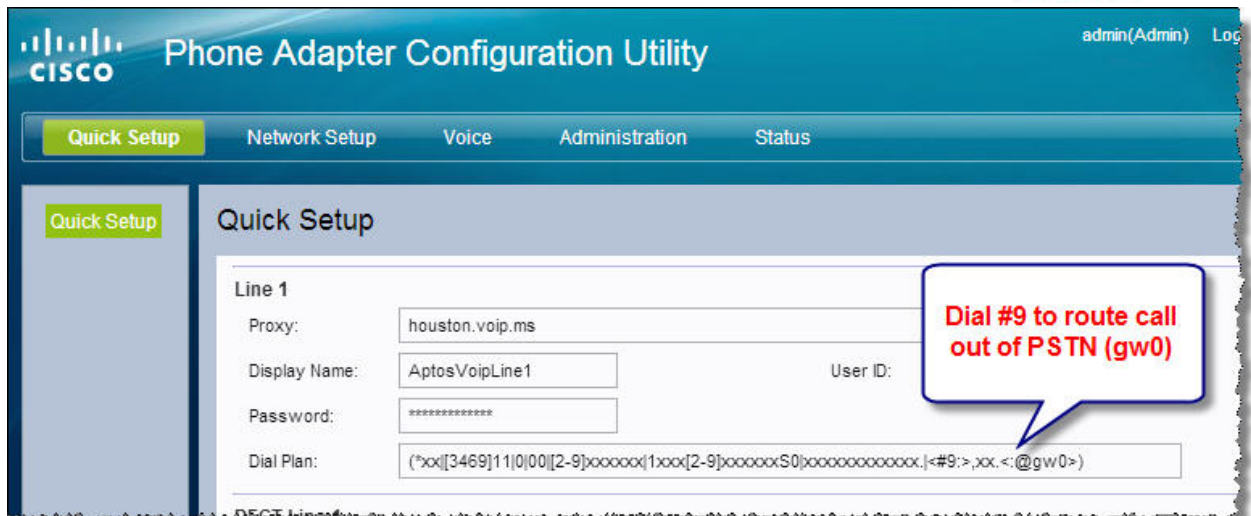 admin(Admin) Log
CISCO Phone Adapter Configuration Utility
Quick Setup Network Setup Voice Administration Status
Quick Setup
Quick Setup
Line 1
Proxy: houston.voip.ms
Dial #9 to route call
out of PSTN (gw0)
Display Name: AptosVoipLine1 User ID:
Password: *************
Dial Plan: (*xx|[3469]11|0|00|[2-9]xxxxxx|1xxx[2-9]xxxxxxS0|xxxxxxxxxxxx.|<#9:>,xx.<:@gw0>)